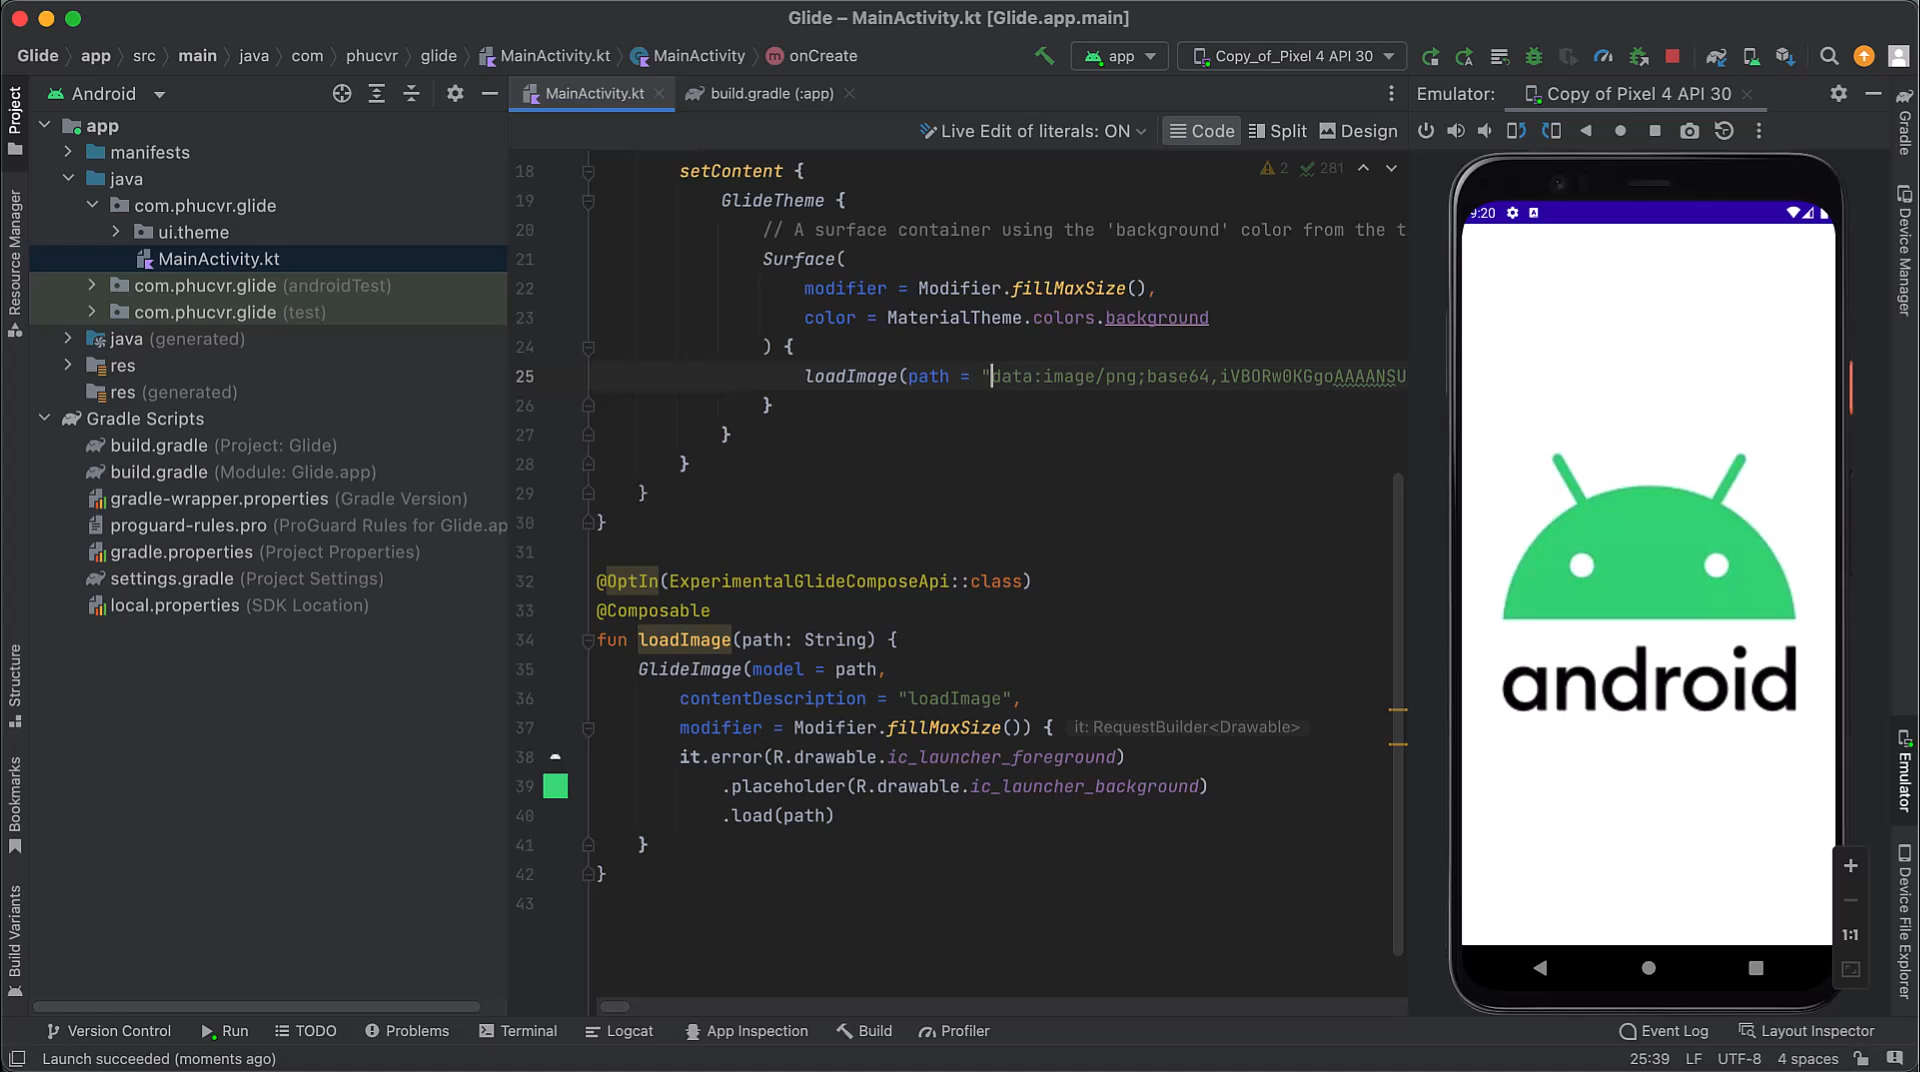 Glide – MainActivity.kt [Glide.app.main]
Glide app src main java com phucvr glide MainActivity.kt MainActivity onCreate
app Copy_of_Pixel 4 API 30
Android
MainActivity.kt build.gradle (:app)
Emulator: Copy of Pixel 4 API 30
Live Edit of literals: ON Code Split Design
Project
Resource Manager
Structure
Bookmarks
Build Variants
app
manifests
java
com.phucvr.glide
ui.theme
MainActivity.kt
com.phucvr.glide (androidTest)
com.phucvr.glide (test)
java (generated)
res
res (generated)
Gradle Scripts
build.gradle (Project: Glide)
build.gradle (Module: Glide.app)
gradle-wrapper.properties (Gradle Version)
proguard-rules.pro (ProGuard Rules for Glide.ap
gradle.properties (Project Properties)
settings.gradle (Project Settings)
local.properties (SDK Location)
2 281
18 setContent {
19 GlideTheme {
20 // A surface container using the 'background' color from the t
21 Surface(
22 modifier = Modifier.fillMaxSize(),
23 color = MaterialTheme.colors.background
24 ) {
25 loadImage(path = "data:image/png;base64,iVBORw0KGgoAAAANSU
26 }
27 }
28 }
29 }
30 }
31
32 @OptIn(ExperimentalGlideComposeApi::class)
33 @Composable
34 fun loadImage(path: String) {
35 GlideImage(model = path,
36 contentDescription = "loadImage",
37 modifier = Modifier.fillMaxSize()) { it: RequestBuilder<Drawable>
38 it.error(R.drawable.ic_launcher_foreground)
39 .placeholder(R.drawable.ic_launcher_background)
40 .load(path)
41 }
42 }
43
9:20
android
1:1
Gradle
Device Manager
Emulator
Device File Explorer
Version Control Run TODO Problems Terminal Logcat App Inspection Build Profiler Event Log Layout Inspector
Launch succeeded (moments ago) 25:39 LF UTF-8 4 spaces